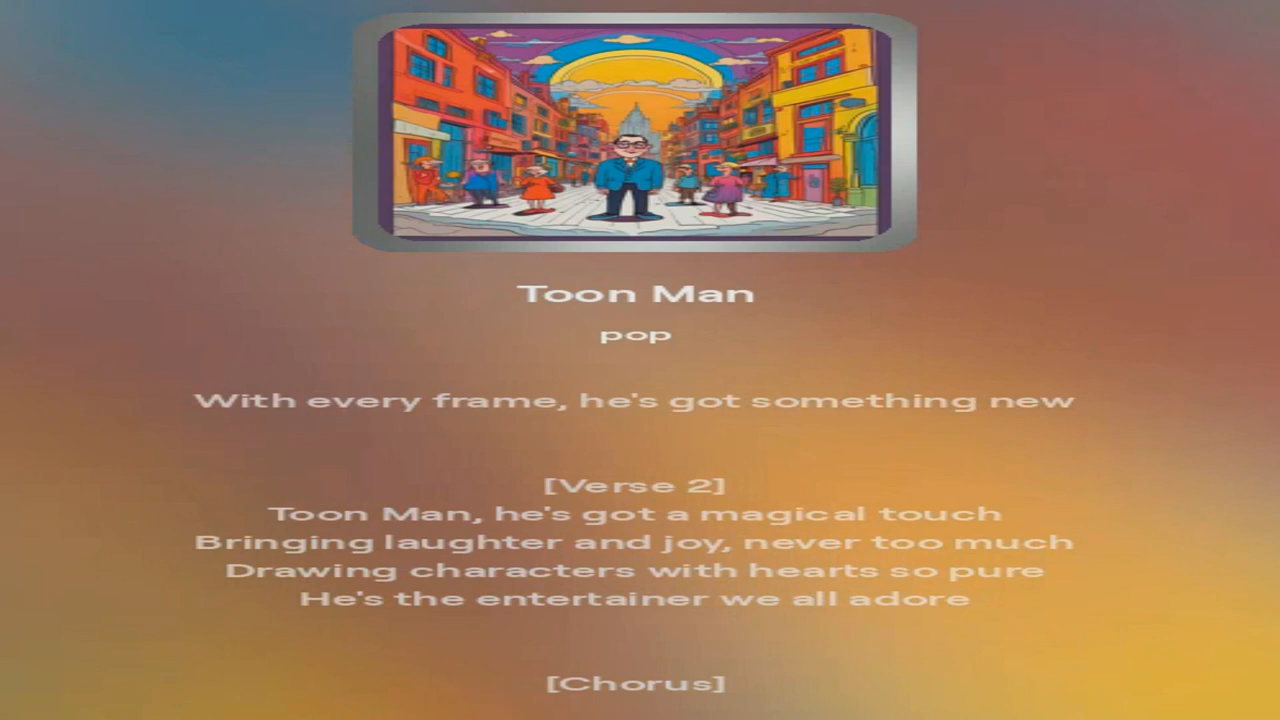 Toon Man
pop
With every frame, he's got something new
[Verse 2]
Toon Man, he's got a magical touch
Bringing laughter and joy, never too much
Drawing characters with hearts so pure
He's the entertainer we all adore
[Chorus]